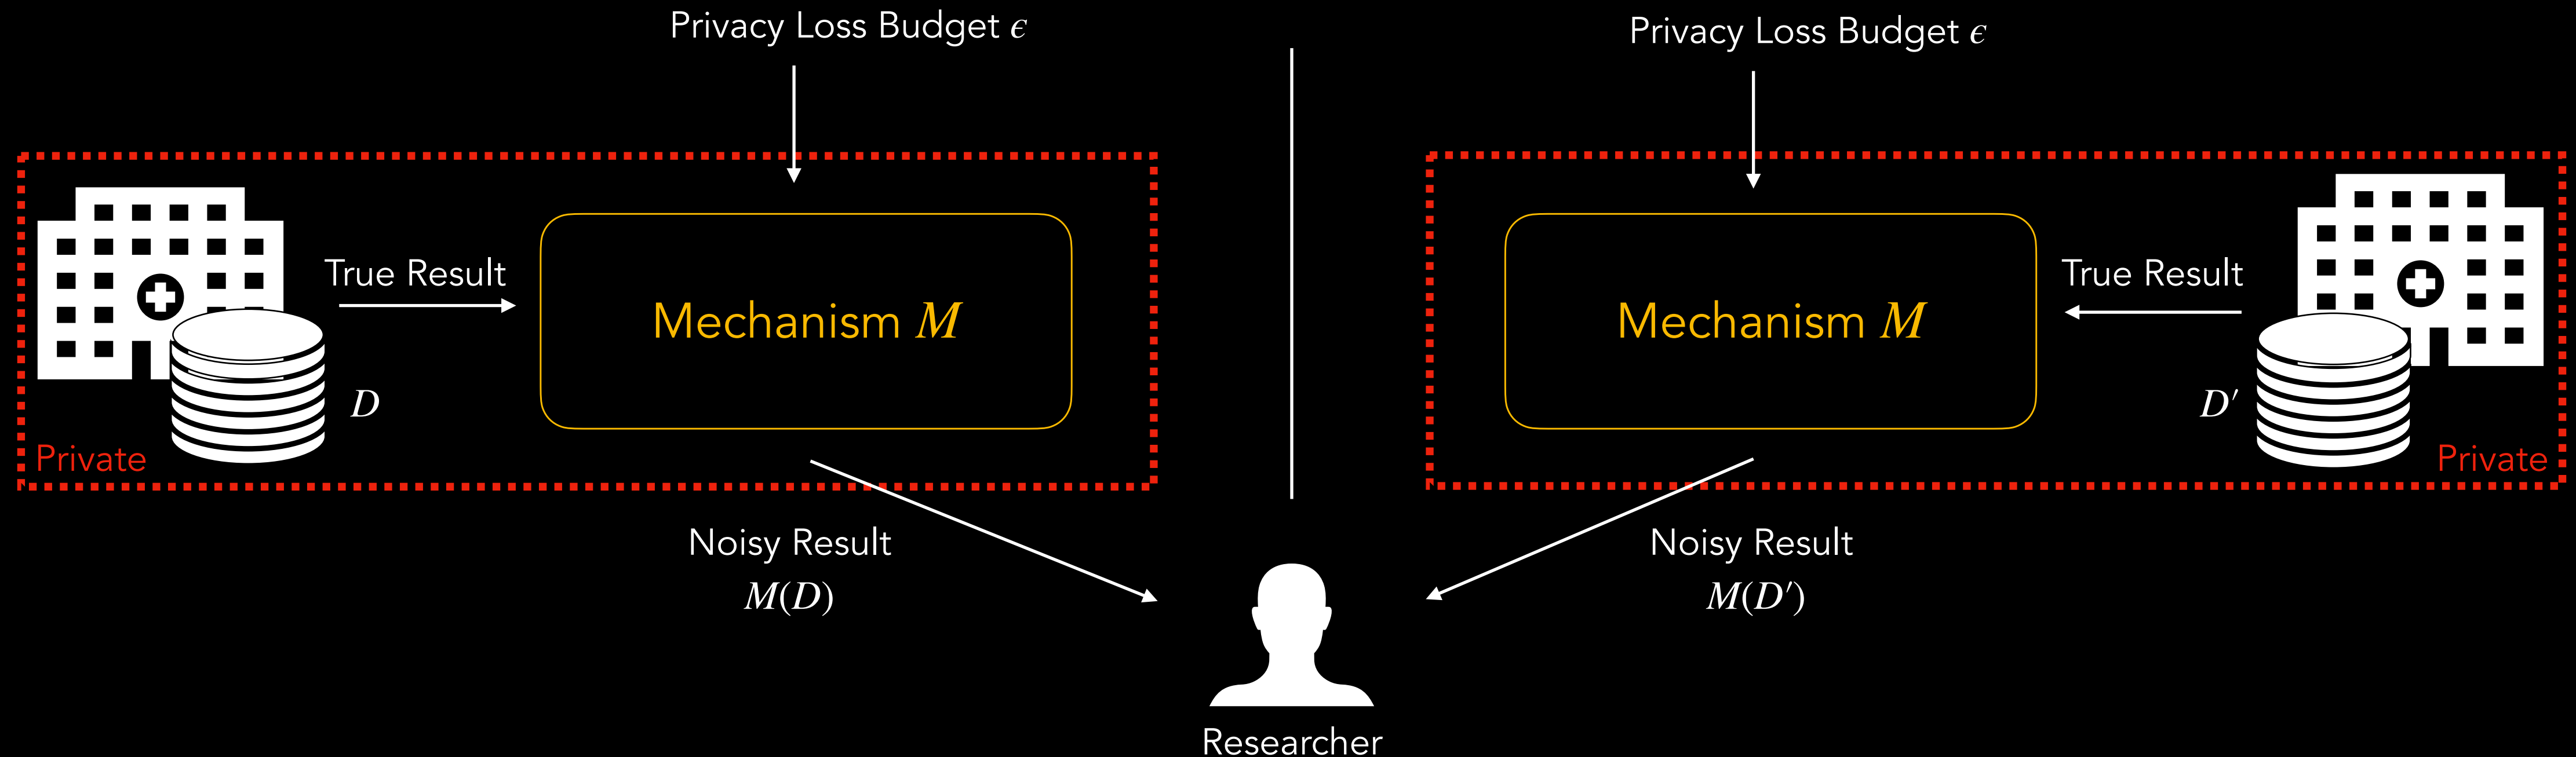 Privacy Loss Budget ϵ
True Result
Mechanism M
D
Private
Noisy Result
M(D)
Privacy Loss Budget ϵ
Mechanism M
True Result
D′
Private
Noisy Result
M(D′)
Researcher